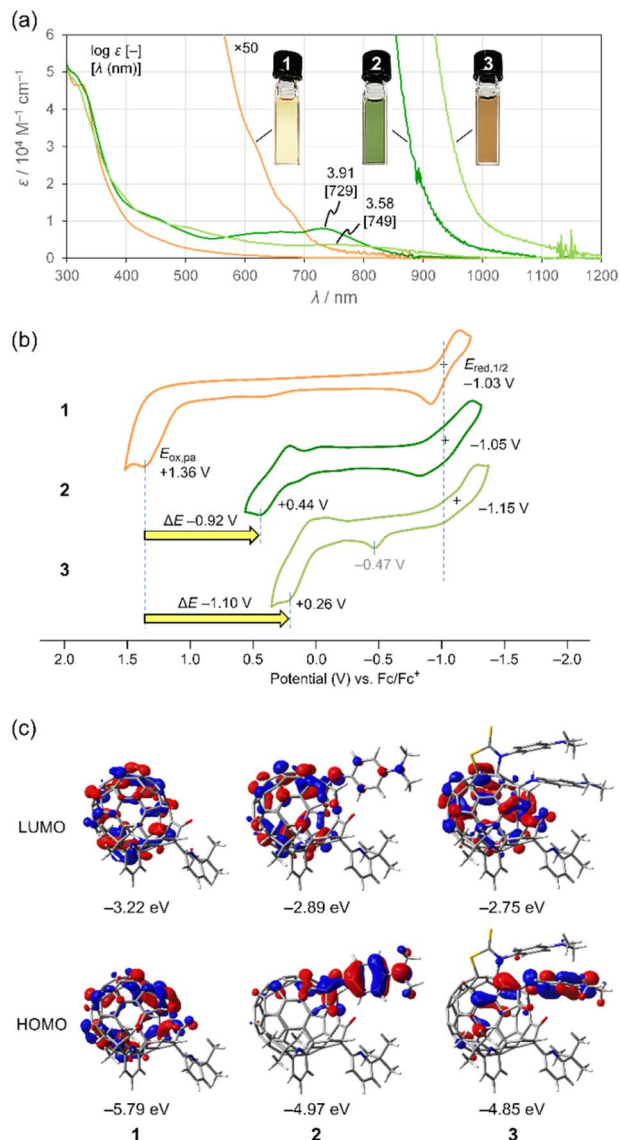 (a)
6
5
4
3
2
1
0
ε / 10⁴ M⁻¹ cm⁻¹
log ε [–]
[λ (nm)]
×50
1
2
3
3.91
[729]
3.58
[749]
300 400 500 600 700 800 900 1000 1100 1200
λ / nm
(b)
E_red,1/2
−1.03 V
1
E_ox,pa
+1.36 V
−1.05 V
2
ΔE −0.92 V
+0.44 V
−1.15 V
3
−0.47 V
ΔE −1.10 V
+0.26 V
2.0 1.5 1.0 0.5 0.0 −0.5 −1.0 −1.5 −2.0
Potential (V) vs. Fc/Fc⁺
(c)
LUMO
−3.22 eV −2.89 eV −2.75 eV
HOMO
−5.79 eV −4.97 eV −4.85 eV
1 2 3